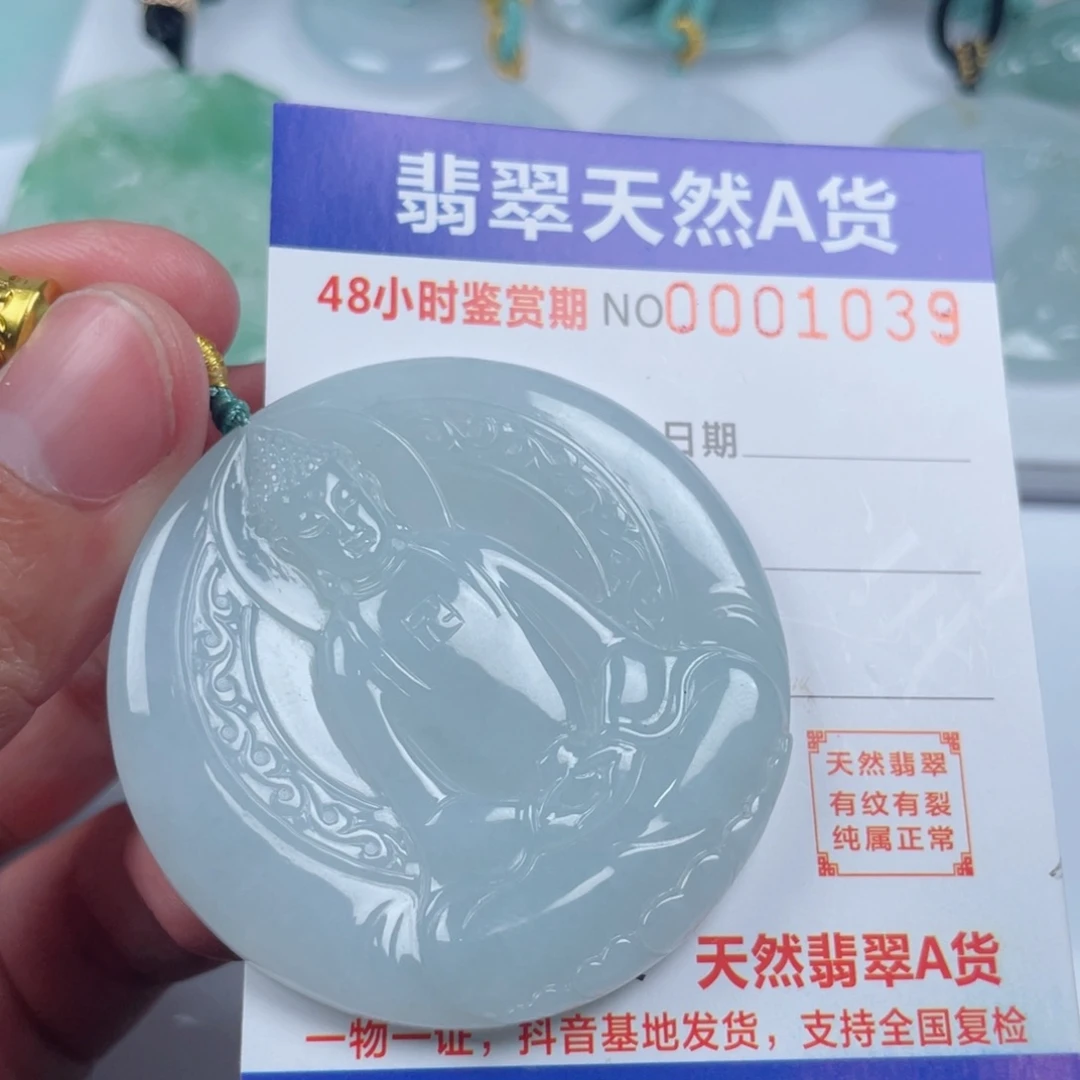 翡翠天然A货
48小时鉴赏期 NO0001039
日期
天然翡翠
有纹有裂
纯属正常
天然翡翠A货
一物一证，抖音基地发货，支持全国复检